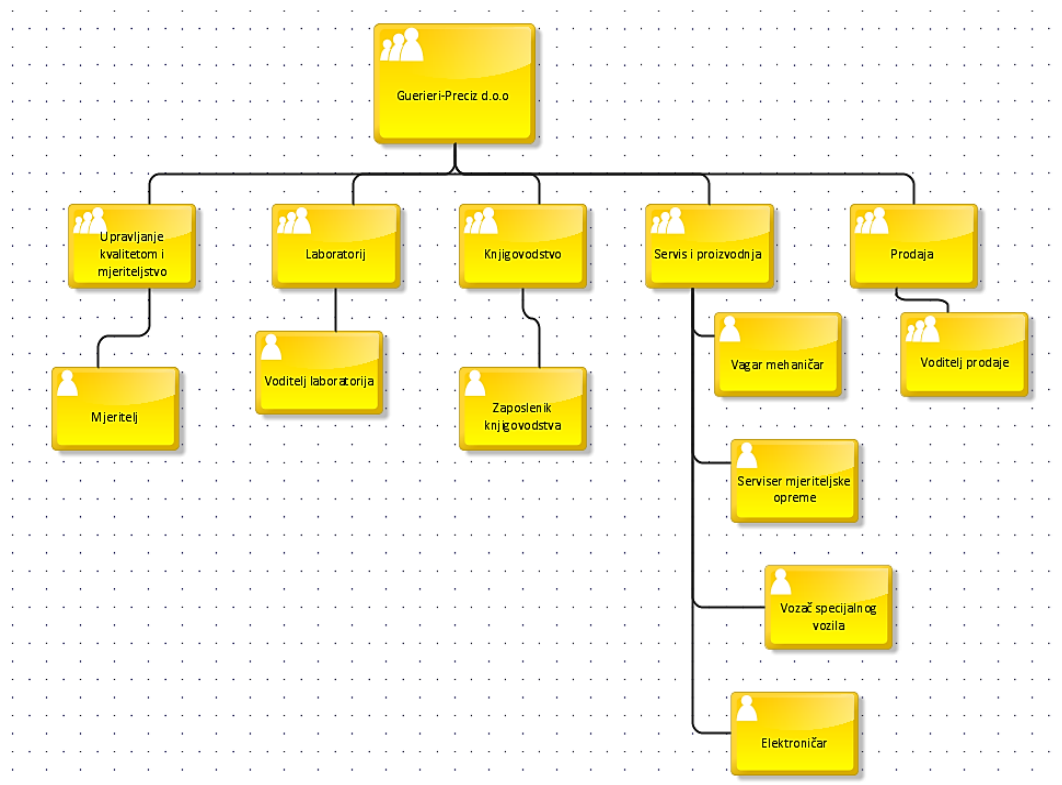 Guerieri-Preciz d.o.o
Upravljanje
kvalitetom i
mjeriteljstvo
Laboratorij
Knjigovodstvo
Servis i proizvodnja
Prodaja
Mjeritelj
Voditelj laboratorija
Zaposlenik
knjigovodstva
Vagar mehaničar
Voditelj prodaje
Serviser mjeriteljske
opreme
Vozač specijalnog
vozila
Elektroničar